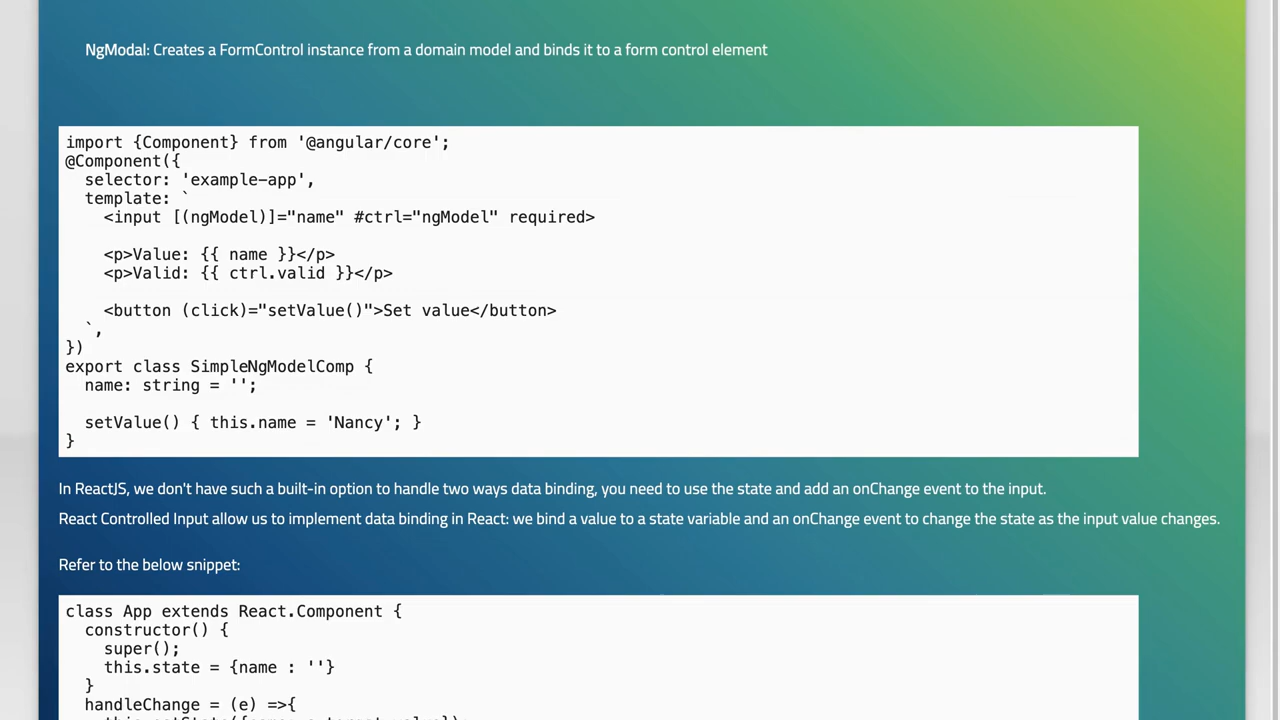 NgModal: Creates a FormControl instance from a domain model and binds it to a form control element
import {Component} from '@angular/core';
@Component({
  selector: 'example-app',
  template: `
    <input [(ngModel)]="name" #ctrl="ngModel" required>
    <p>Value: {{ name }}</p>
    <p>Valid: {{ ctrl.valid }}</p>
    <button (click)="setValue()">Set value</button>
  `,
})
export class SimpleNgModelComp {
  name: string = '';
  setValue() { this.name = 'Nancy'; }
}
In ReactJS, we don't have such a built-in option to handle two ways data binding, you need to use the state and add an onChange event to the input.
React Controlled Input allow us to implement data binding in React: we bind a value to a state variable and an onChange event to change the state as the input value changes.
Refer to the below snippet:
class App extends React.Component {
  constructor() {
    super();
    this.state = {name : ''}
  }
  handleChange = (e) =>{
    this.setState({name: e.target.value});